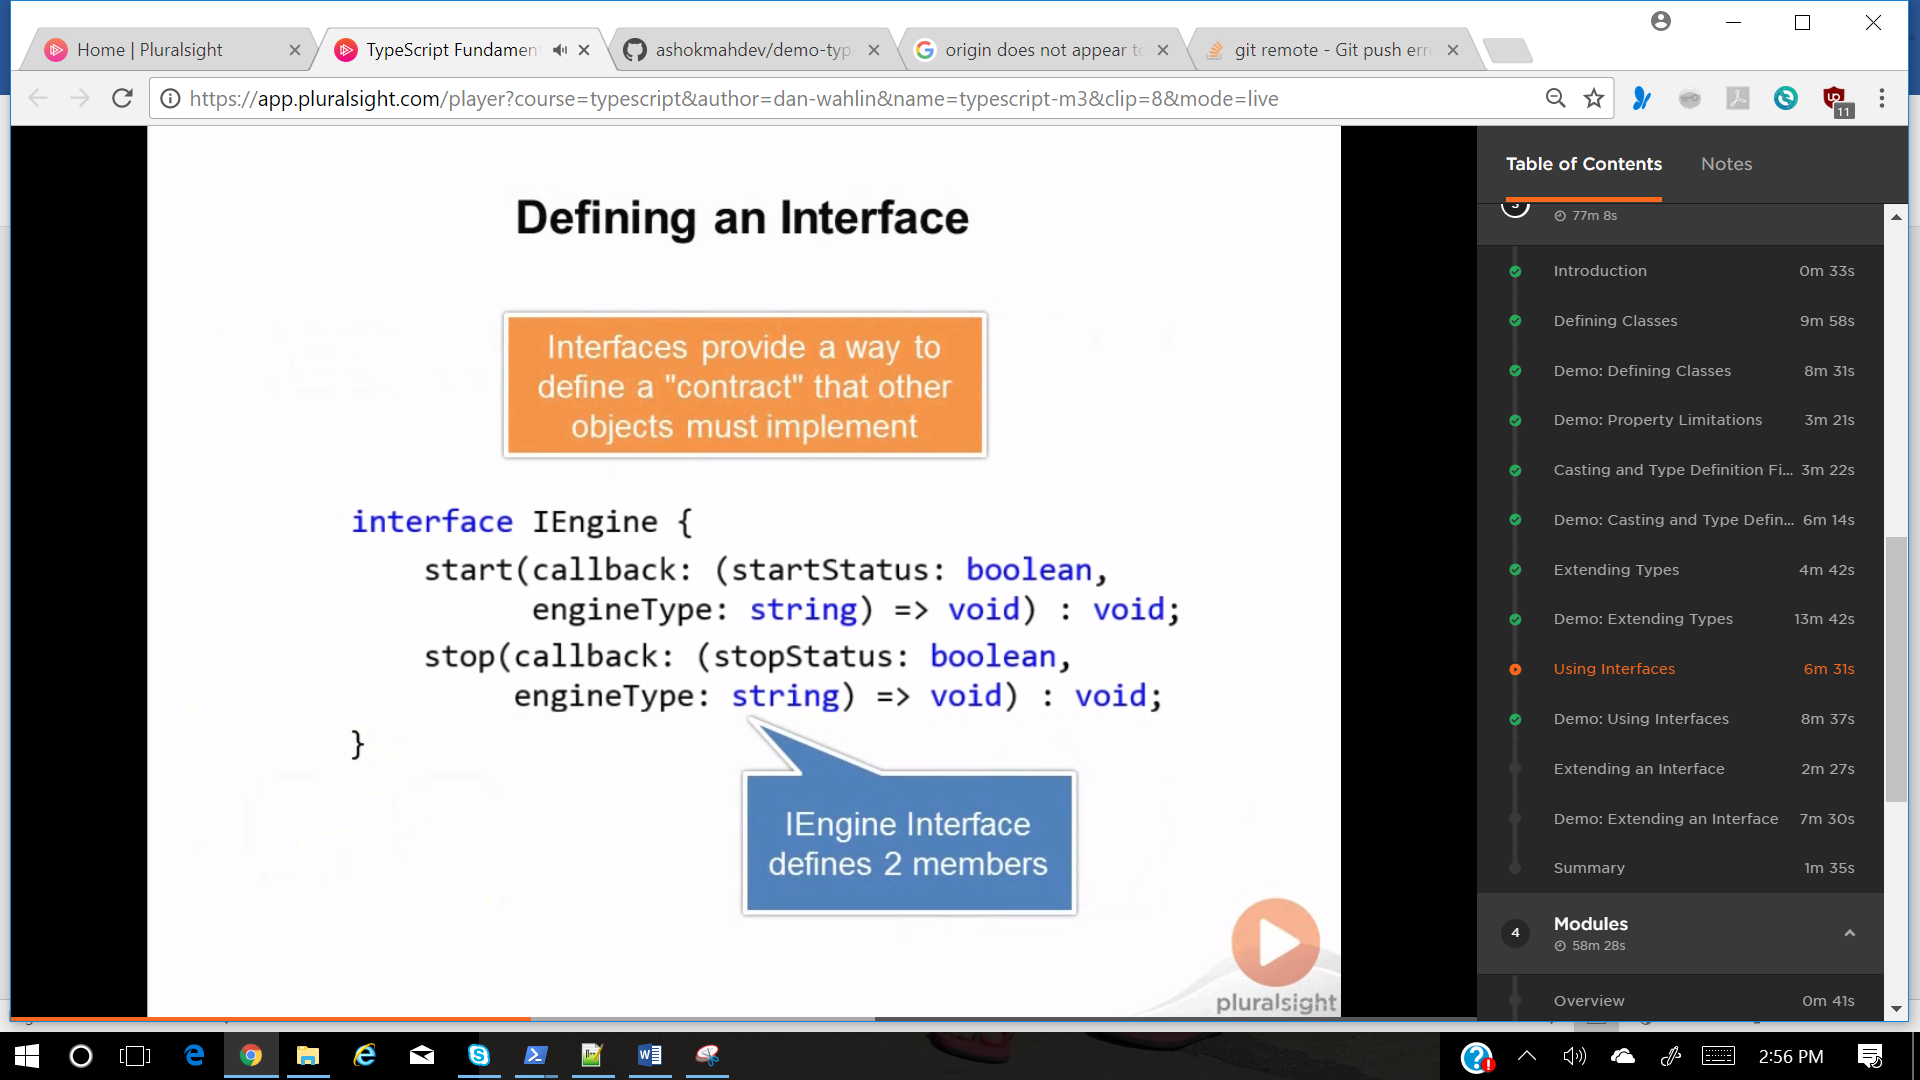 Home | Pluralsight
TypeScript Fundamen
ashokmahdev/demo-typ
origin does not appear to
git remote - Git push erro
https://app.pluralsight.com/player?course=typescript&author=dan-wahlin&name=typescript-m3&clip=8&mode=live
11
Defining an Interface
Interfaces provide a way to
define a "contract" that other
objects must implement
interface IEngine {
start(callback: (startStatus: boolean,
engineType: string) => void) : void;
stop(callback: (stopStatus: boolean,
engineType: string) => void) : void;
}
IEngine Interface
defines 2 members
pluralsight
Table of Contents
Notes
77m 8s
Introduction 0m 33s
Defining Classes 9m 58s
Demo: Defining Classes 8m 31s
Demo: Property Limitations 3m 21s
Casting and Type Definition Fi... 3m 22s
Demo: Casting and Type Defin... 6m 14s
Extending Types 4m 42s
Demo: Extending Types 13m 42s
Using Interfaces 6m 31s
Demo: Using Interfaces 8m 37s
Extending an Interface 2m 27s
Demo: Extending an Interface 7m 30s
Summary 1m 35s
4 Modules
58m 28s
Overview 0m 41s
2:56 PM